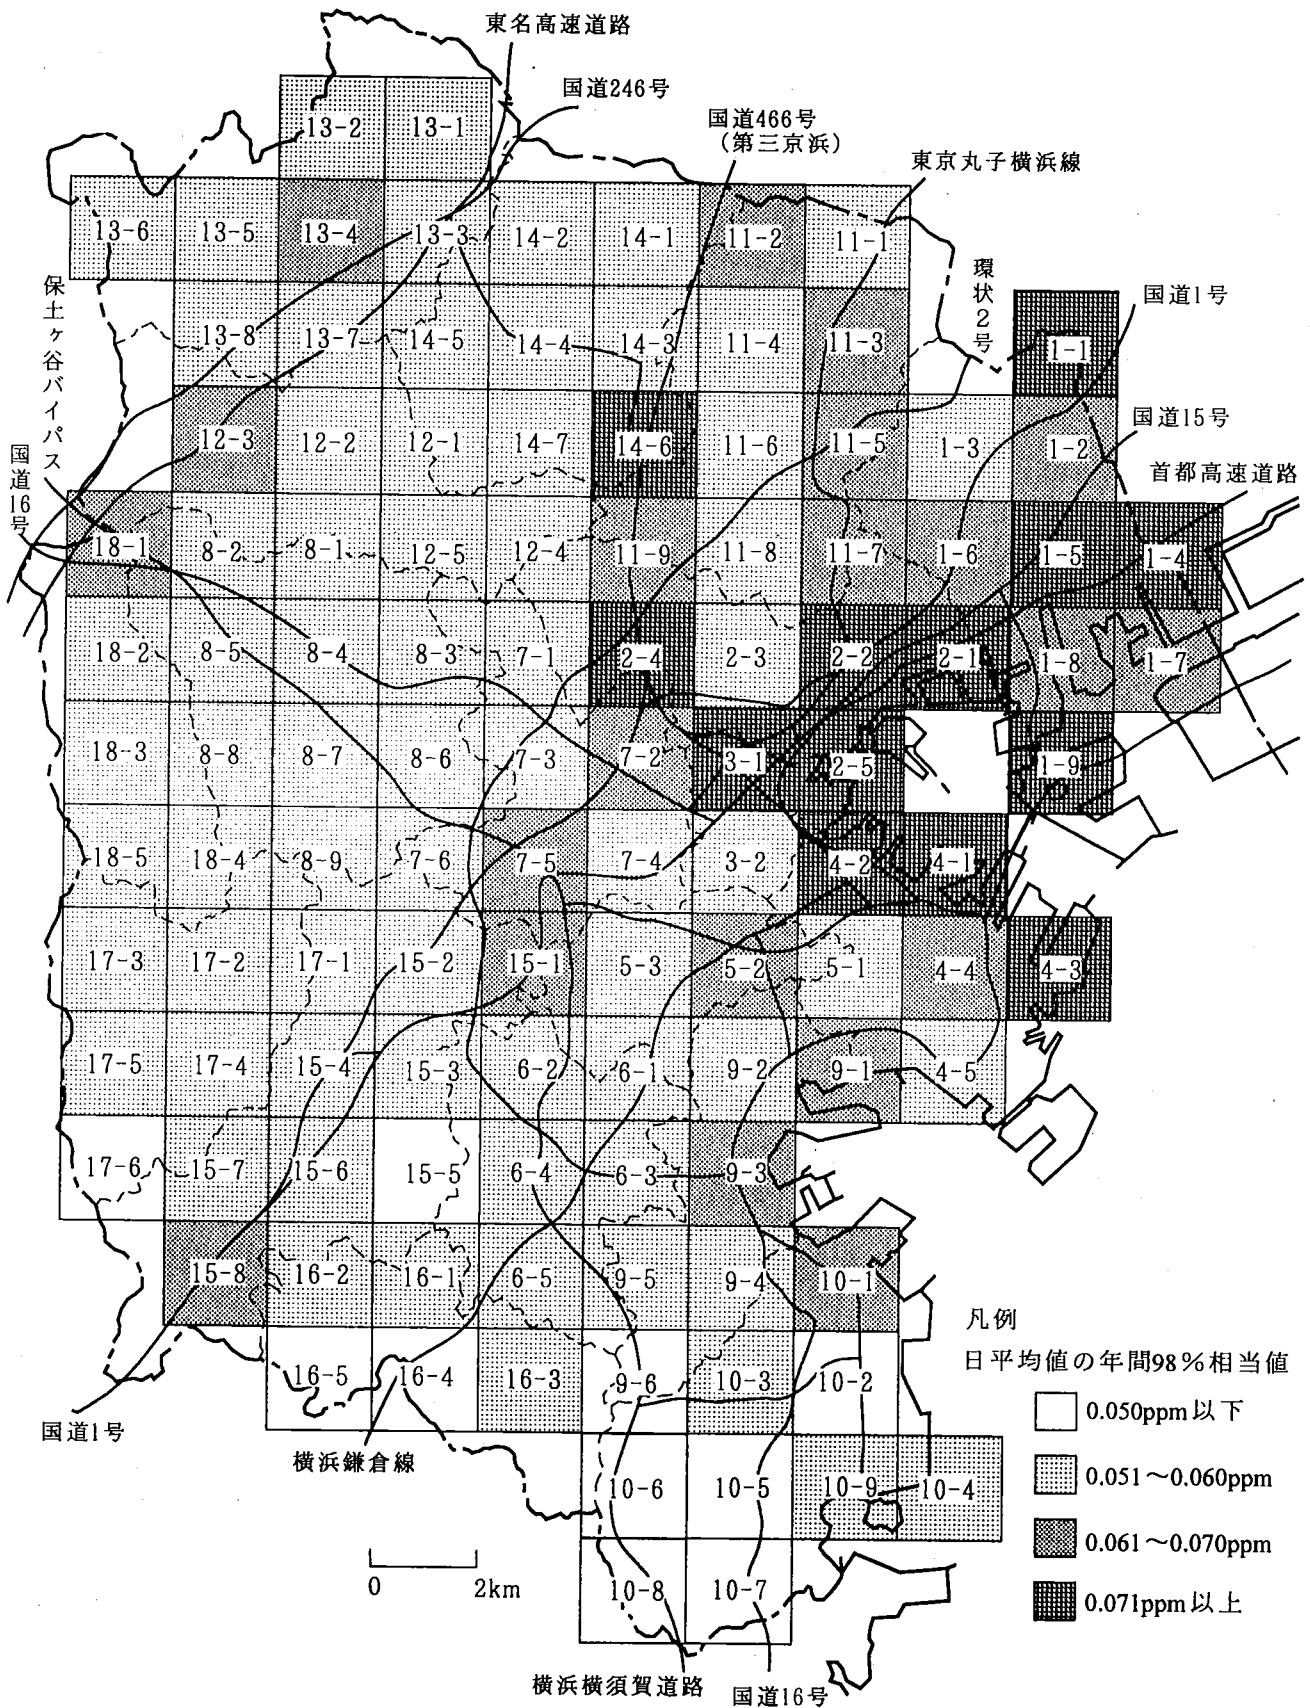 東名高速道路
国道246号
国道466号
(第三京浜)
東京丸子横浜線
環状2号
国道1号
国道15号
首都高速道路
保土ヶ谷バイパス
国道16号
13-2 13-1
13-6 13-5 13-4 13-3 14-2 14-1 11-2 11-1
13-8 13-7 14-5 14-4 14-3 11-4 11-3 1-1
12-3 12-2 12-1 14-7 14-6 11-6 11-5 1-3 1-2
18-1 8-2 8-1 12-5 12-4 11-9 11-8 11-7 1-6 1-5 1-4
18-2 8-5 8-4 8-3 7-1 2-4 2-3 2-2 2-1 1-8 1-7
18-3 8-8 8-7 8-6 7-3 7-2 3-1 2-5 1-9
18-5 18-4 8-9 7-6 7-5 7-4 3-2 4-2 4-1
17-3 17-2 17-1 15-2 15-1 5-3 5-2 5-1 4-4 4-3
17-5 17-4 15-4 15-3 6-2 6-1 9-2 9-1 4-5
17-6 15-7 15-6 15-5 6-4 6-3 9-3
15-8 16-2 16-1 6-5 9-5 9-4 10-1
16-5 16-4 16-3 9-6 10-3 10-2
10-6 10-5 10-9 10-4
10-8 10-7
国道1号
横浜鎌倉線
0 2km
横浜横須賀道路
国道16号
凡例
日平均値の年間98%相当値
0.050ppm以下
0.051～0.060ppm
0.061～0.070ppm
0.071ppm以上